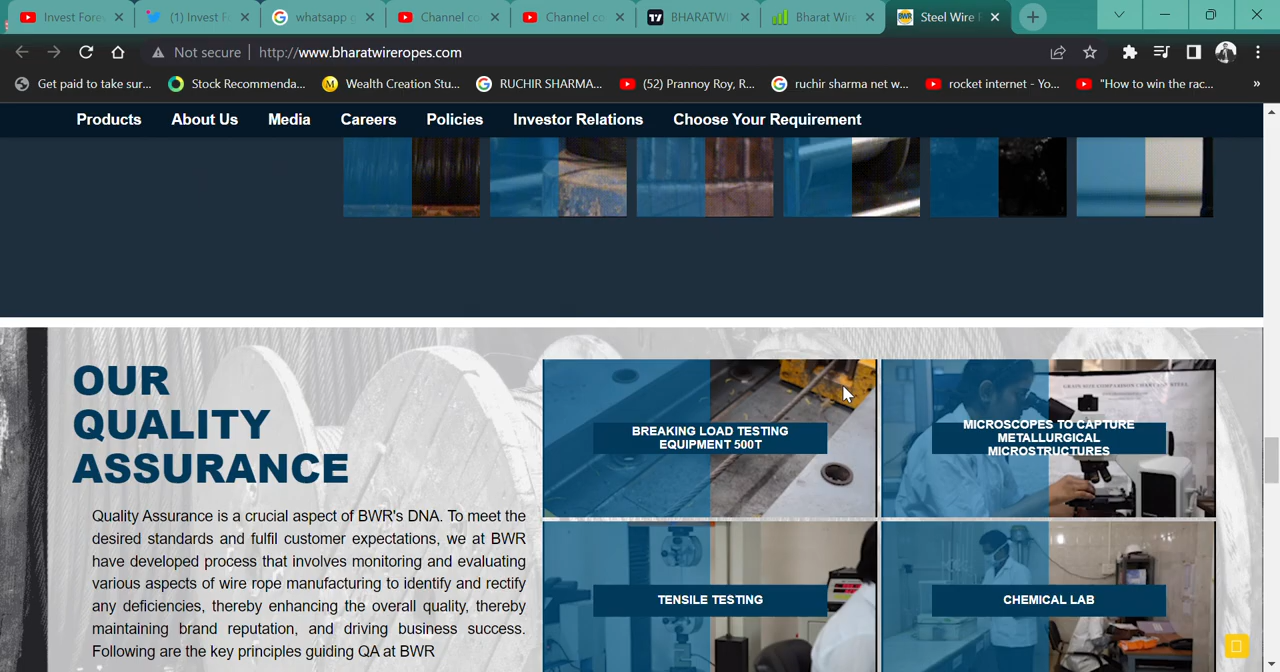 Invest Fore
(1) Invest F
whatsapp g
Channel co
Channel co
BHARATWI
Bharat Wire
Steel Wire
Not secure
http://www.bharatwireropes.com
Get paid to take sur...
Stock Recommenda...
Wealth Creation Stu...
RUCHIR SHARMA...
(52) Prannoy Roy, R...
ruchir sharma net w...
rocket internet - Yo...
"How to win the rac...
»
Products
About Us
Media
Careers
Policies
Investor Relations
Choose Your Requirement
OUR
QUALITY
ASSURANCE
Quality Assurance is a crucial aspect of BWR's DNA. To meet the
desired standards and fulfil customer expectations, we at BWR
have developed process that involves monitoring and evaluating
various aspects of wire rope manufacturing to identify and rectify
any deficiencies, thereby enhancing the overall quality, thereby
maintaining brand reputation, and driving business success.
Following are the key principles guiding QA at BWR
BREAKING LOAD TESTING
EQUIPMENT 500T
MICROSCOPES TO CAPTURE
METALLURGICAL
MICROSTRUCTURES
TENSILE TESTING
CHEMICAL LAB